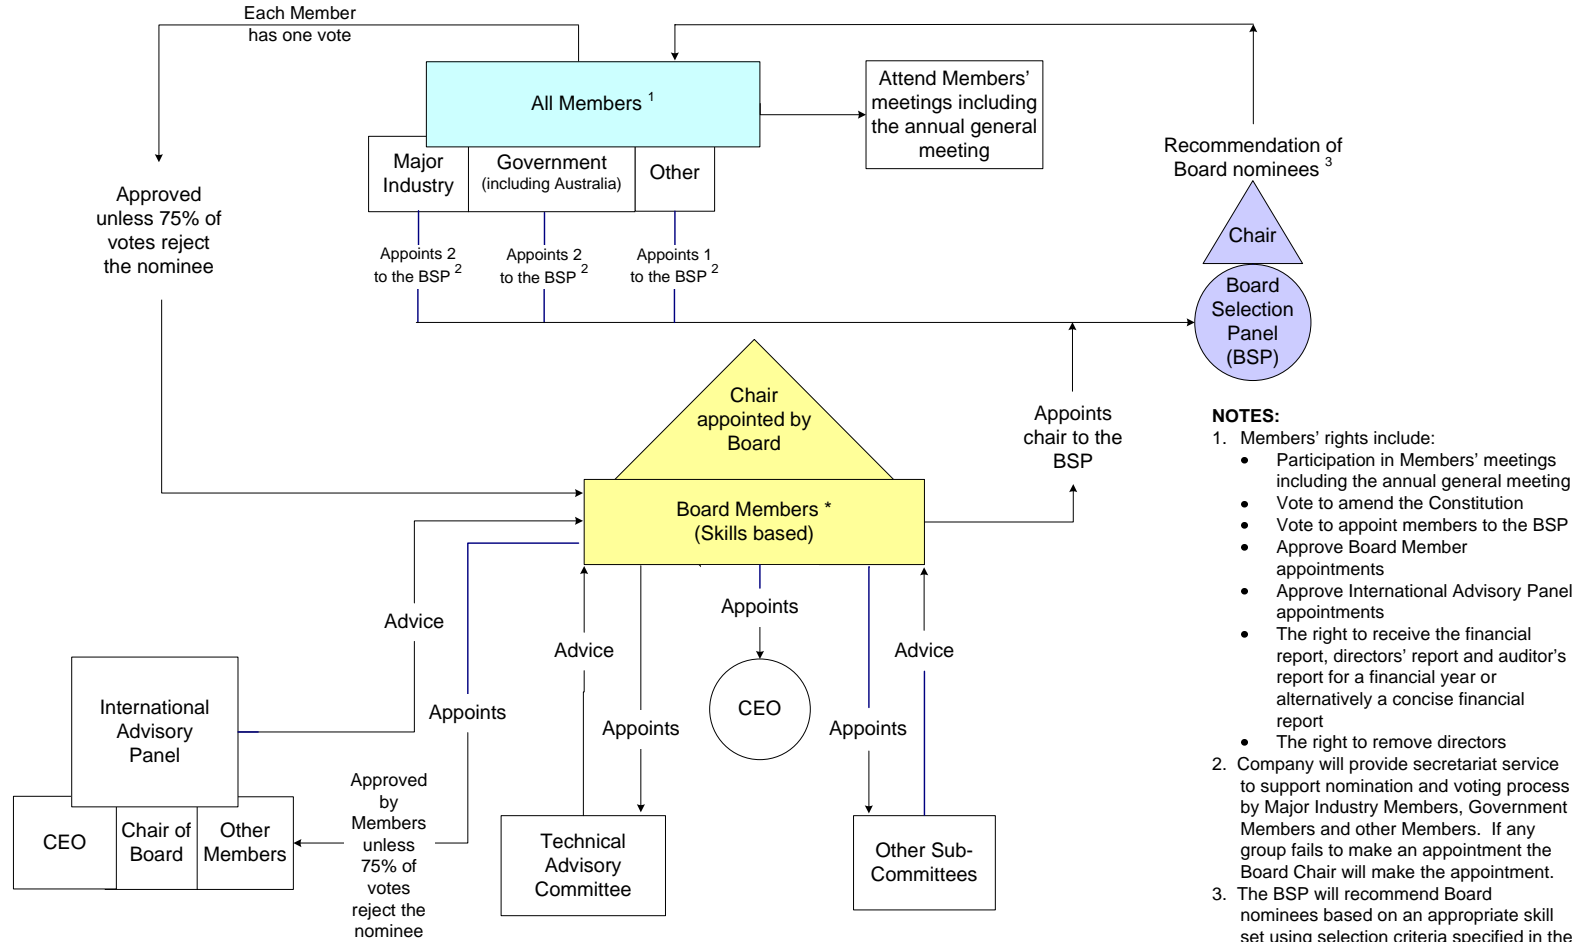 Each Member
has one vote
All Members 1
Attend Members'
meetings including
the annual general
meeting
Major
Industry
Government
(including Australia)
Other
Recommendation of
Board nominees 3
Approved
unless 75% of
votes reject
the nominee
Chair
Appoints 2
to the BSP 2
Appoints 2
to the BSP 2
Appoints 1
to the BSP 2
Board
Selection
Panel
(BSP)
Chair
appointed by
Board
Appoints
chair to the
BSP
Board Members *
(Skills based)
Advice
Appoints
Advice
Appoints
Advice
Appoints
Appoints
CEO
Appoints
International
Advisory
Panel
CEO
Chair of
Board
Other
Members
Approved
by
Members
unless
75% of
votes
reject the
nominee
Technical
Advisory
Committee
Other Sub-
Committees
NOTES:
1. Members' rights include:
• Participation in Members' meetings
including the annual general meeting
• Vote to amend the Constitution
• Vote to appoint members to the BSP
• Approve Board Member
appointments
• Approve International Advisory Panel
appointments
• The right to receive the financial
report, directors' report and auditor's
report for a financial year or
alternatively a concise financial
report
• The right to remove directors
2. Company will provide secretariat service
to support nomination and voting process
by Major Industry Members, Government
Members and other Members. If any
group fails to make an appointment the
Board Chair will make the appointment.
3. The BSP will recommend Board
nominees based on an appropriate skill
set using selection criteria specified in the